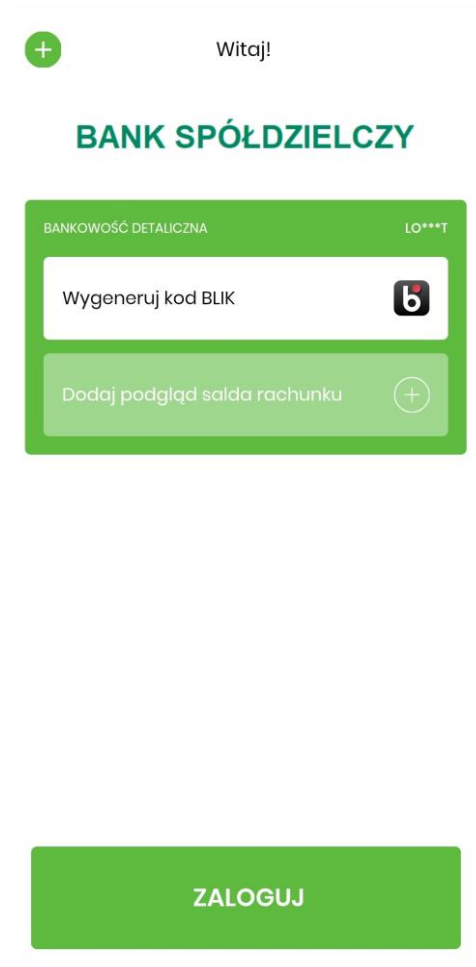 Witaj!
BANK SPÓŁDZIELCZY
BANKOWOŚĆ DETALICZNA LO***T
Wygeneruj kod BLIK
Dodaj podgląd salda rachunku
ZALOGUJ